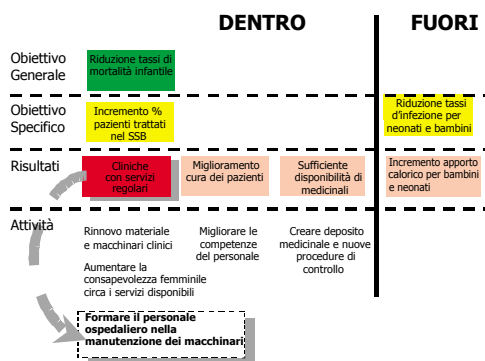 DENTRO
FUORI
Obiettivo
Generale
Riduzione tassi di
mortalità infantile
Obiettivo
Specifico
Incremento %
pazienti trattati
nel SSB
Riduzione tassi
d'infezione per
neonati e bambini
Risultati
Cliniche
con servizi
regolari
Miglioramento
cura dei pazienti
Sufficiente
disponibilità di
medicinali
Incremento apporto
calorico per bambini
e neonati
Attività
Rinnovo materiale
e macchinari clinici
Aumentare la
consapevolezza femminile
circa i servizi disponibili
Migliorare le
competenze
del personale
Creare deposito
medicinale e nuove
procedure di
controllo
Formare il personale
ospedaliero nella
manutenzione dei macchinari